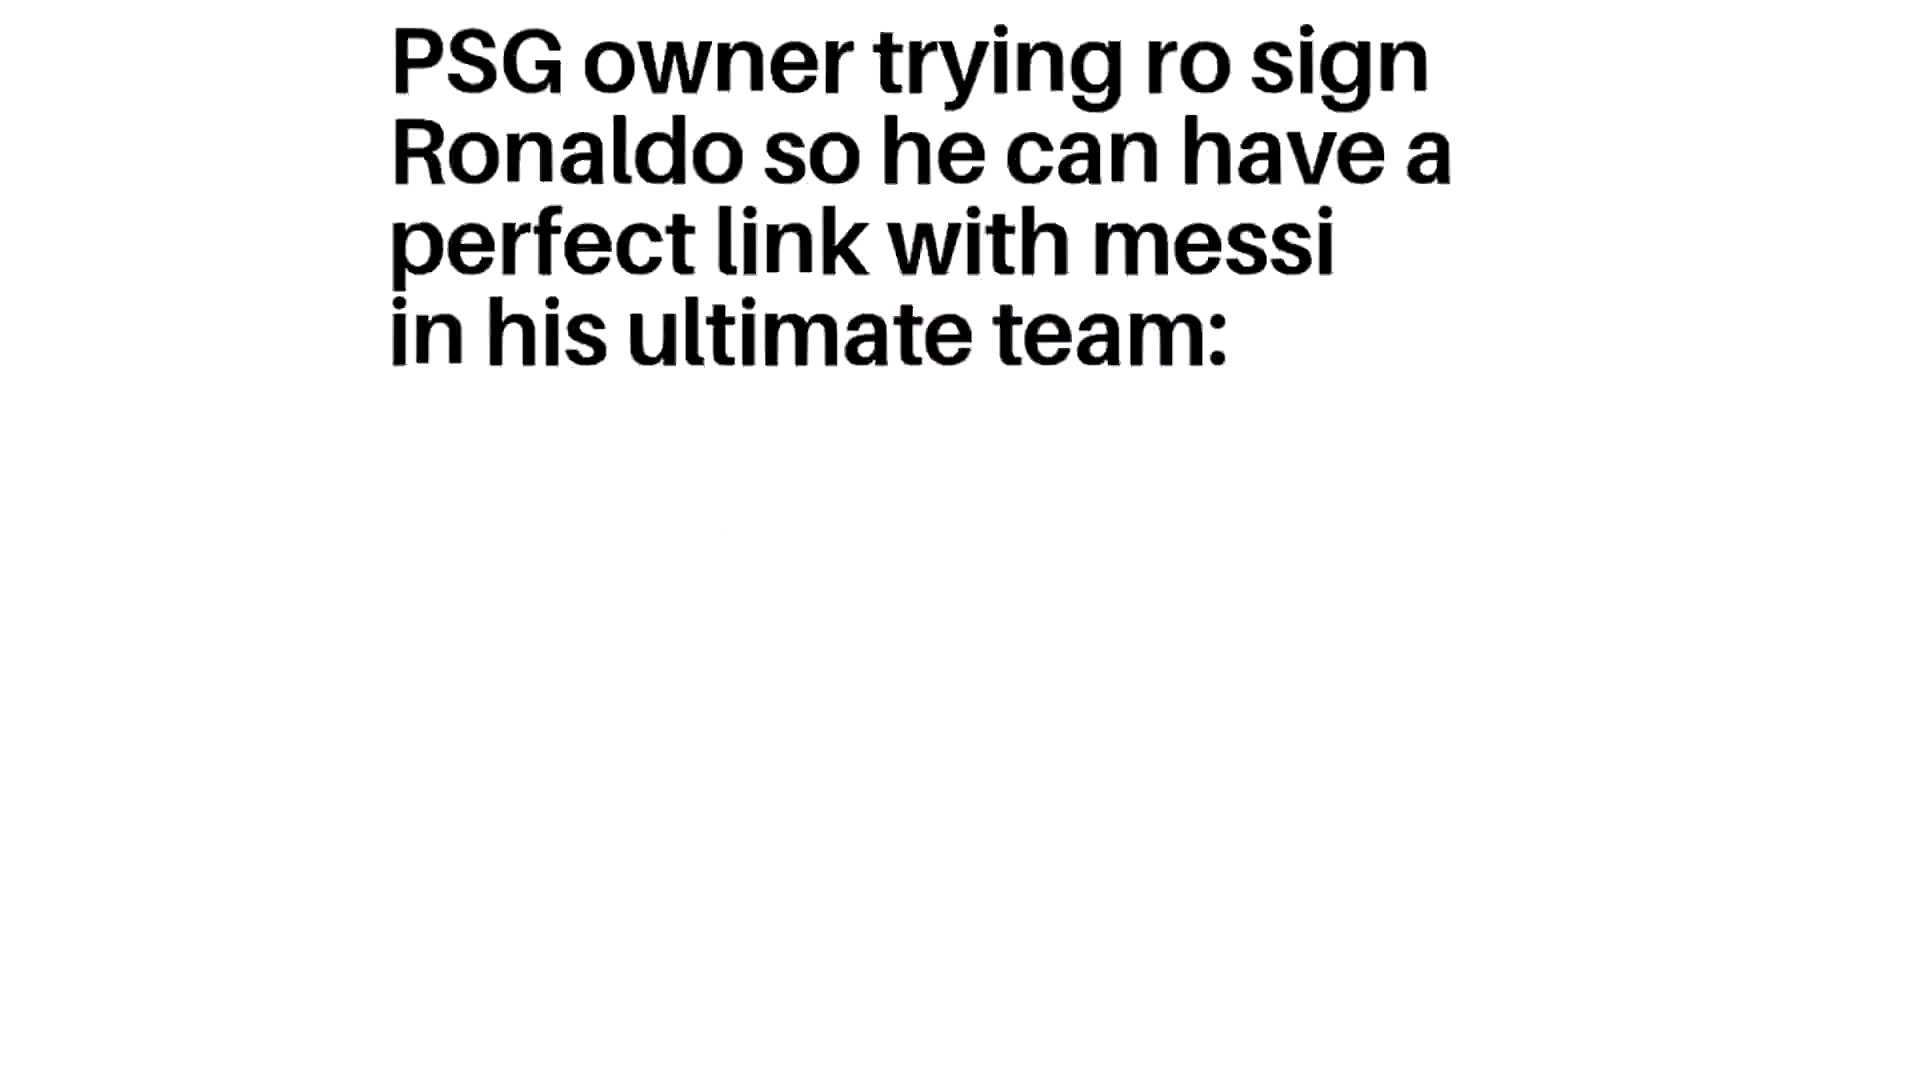 PSG owner trying ro sign
Ronaldo so he can have a
perfect link with messi
in his ultimate team: